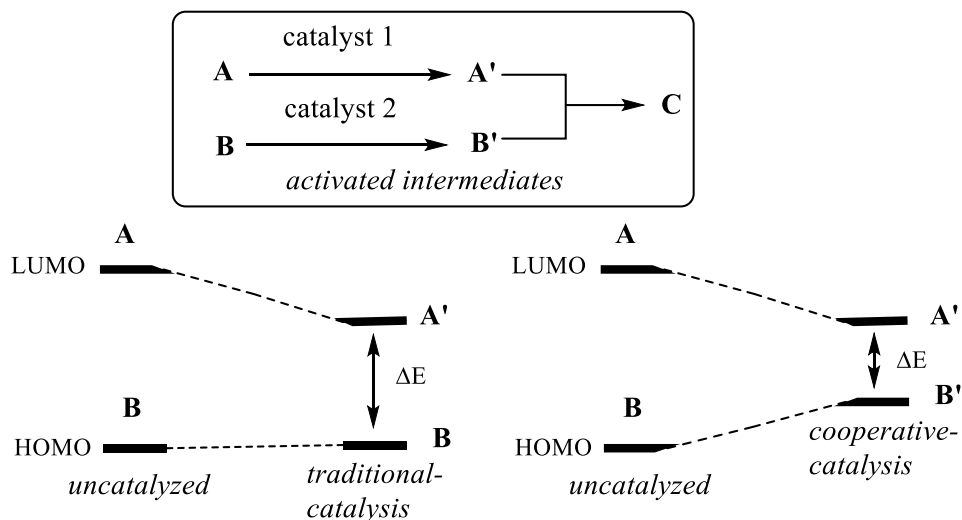 catalyst 1
A A' C
catalyst 2
B B'
activated intermediates
A
LUMO
A'
ΔE
B
HOMO
B
uncatalyzed
traditional-
catalysis
A
LUMO
A'
ΔE
B'
B
HOMO
cooperative-
catalysis
uncatalyzed